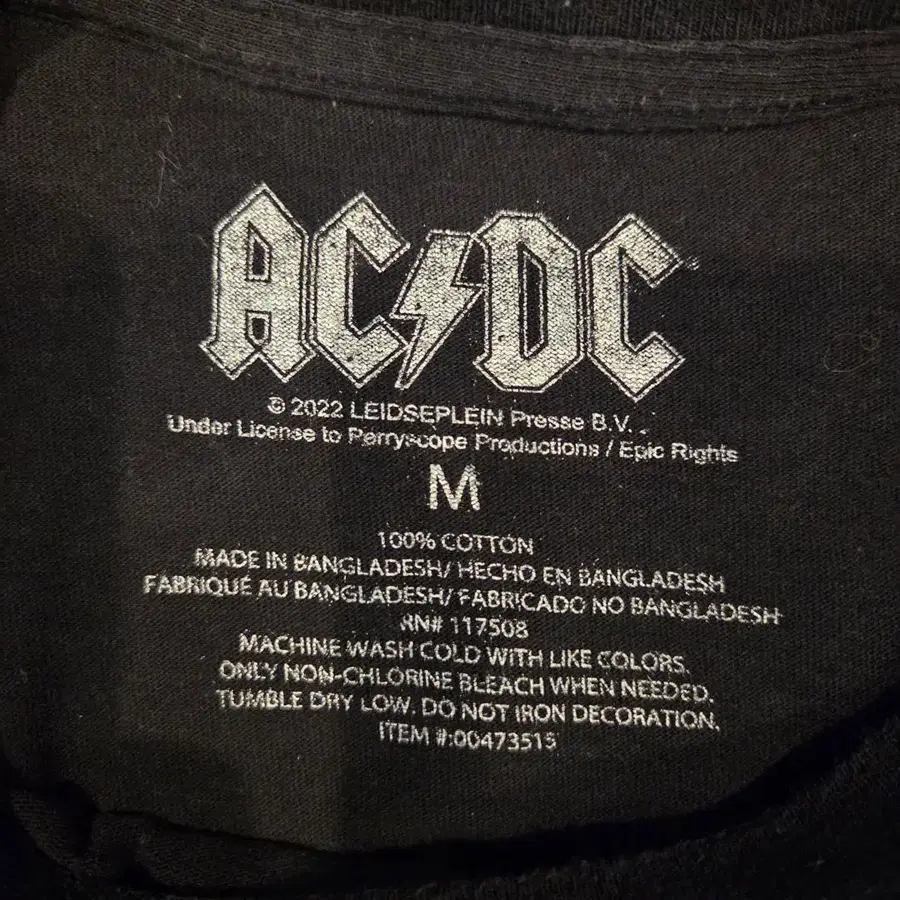 AC⚡DC
© 2022 LEIDSEPLEIN Presse B.V.
Under License to Perryscope Productions / Epic Rights
M
100% COTTON
MADE IN BANGLADESH/ HECHO EN BANGLADESH
FABRIQUÉ AU BANGLADESH/ FABRICADO NO BANGLADESH
RN# 117508
MACHINE WASH COLD WITH LIKE COLORS.
ONLY NON-CHLORINE BLEACH WHEN NEEDED.
TUMBLE DRY LOW. DO NOT IRON DECORATION.
ITEM #:00473515